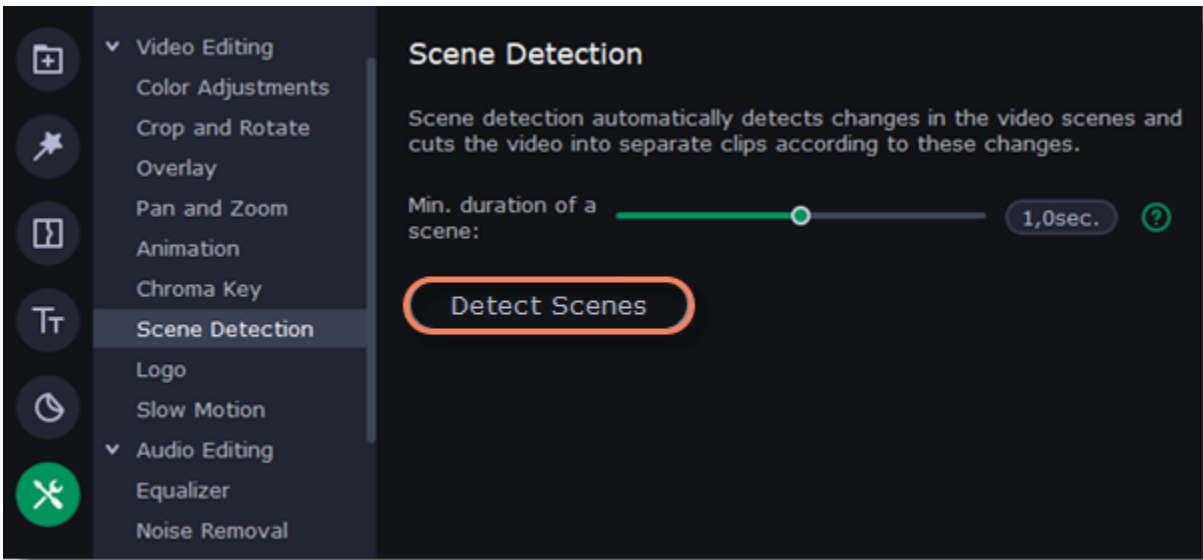 Video Editing
Color Adjustments
Crop and Rotate
Overlay
Pan and Zoom
Animation
Chroma Key
Scene Detection
Logo
Slow Motion
Audio Editing
Equalizer
Noise Removal
Scene Detection
Scene detection automatically detects changes in the video scenes and
cuts the video into separate clips according to these changes.
Min. duration of a
scene:
1,0sec.
?
Detect Scenes
TT